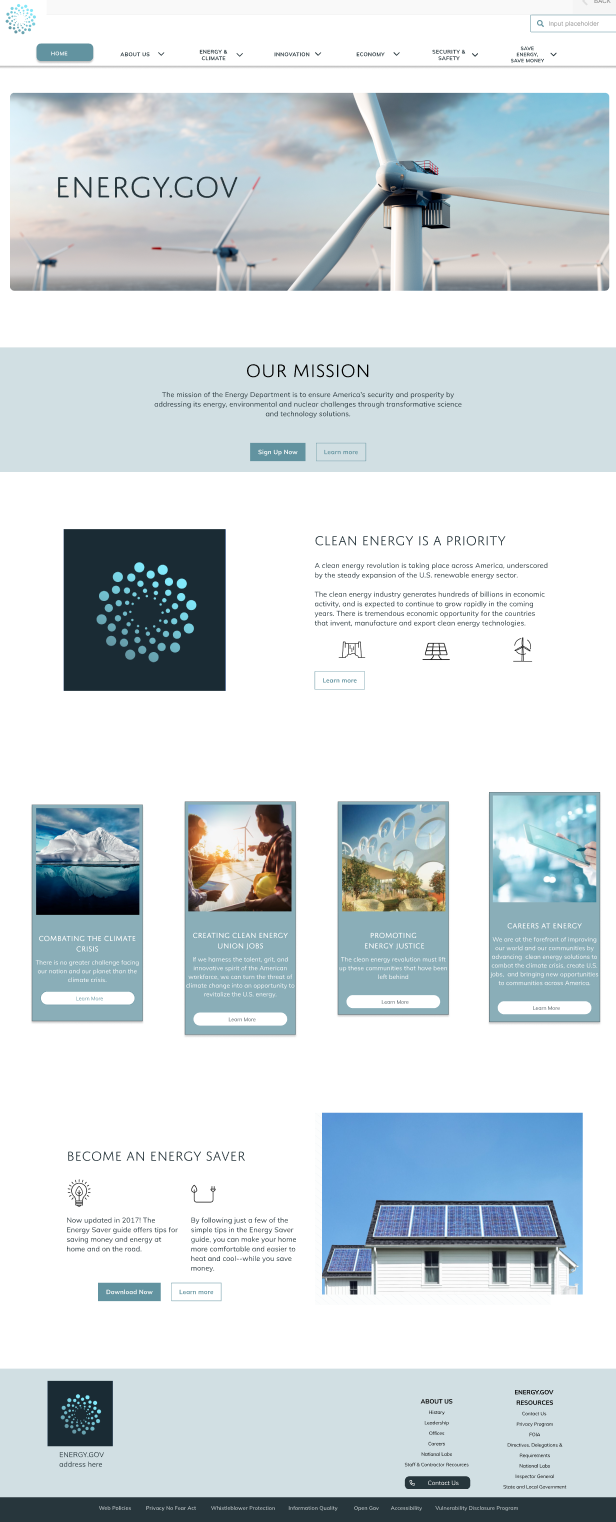 BACK
Input placeholder
HOME
ABOUT US
ENERGY &
CLIMATE
INNOVATION
ECONOMY
SECURITY &
SAFETY
SAVE
ENERGY,
SAVE MONEY
ENERGY.GOV
OUR MISSION
The mission of the Energy Department is to ensure America's security and prosperity by
addressing its energy, environmental and nuclear challenges through transformative science
and technology solutions.
Sign Up Now
Learn more
CLEAN ENERGY IS A PRIORITY
A clean energy revolution is taking place across America, underscored
by the steady expansion of the U.S. renewable energy sector.
The clean energy industry generates hundreds of billions in economic
activity, and is expected to continue to grow rapidly in the coming
years. There is tremendous economic opportunity for the countries
that invent, manufacture and export clean energy technologies.
Learn more
COMBATING THE CLIMATE
CRISIS
There is no greater challenge facing
our nation and our planet than the
climate crisis.
Learn More
CREATING CLEAN ENERGY
UNION JOBS
If we harness the talent, grit, and
innovative spirit of the American
workforce, we can turn the threat of
climate change into an opportunity to
revitalize the U.S. energy.
Learn More
PROMOTING
ENERGY JUSTICE
The clean energy revolution must lift
up these communities that have been
left behind
Learn More
CAREERS AT ENERGY
We are at the forefront of improving
our world and our communities by
advancing clean energy solutions to
combat the climate crisis, create U.S.
jobs, and bringing new opportunities
to communities across America.
Learn More
BECOME AN ENERGY SAVER
Now updated in 2017! The
Energy Saver guide offers tips for
saving money and energy at
home and on the road.
By following just a few of the
simple tips in the Energy Saver
guide, you can make your home
more comfortable and easier to
heat and cool--while you save
money.
Download Now
Learn more
ENERGY.GOV
address here
ABOUT US
History
Leadership
Offices
Careers
National Labs
Staff & Contractor Resources
Contact Us
ENERGY.GOV
RESOURCES
Contact Us
Privacy Program
FOIA
Directives, Delegations &
Requirements
National Labs
Inspector General
State and Local Government
Web Policies
Privacy No Fear Act
Whistleblower Protection
Information Quality
Open Gov
Accessibility
Vulnerability Disclosure Program